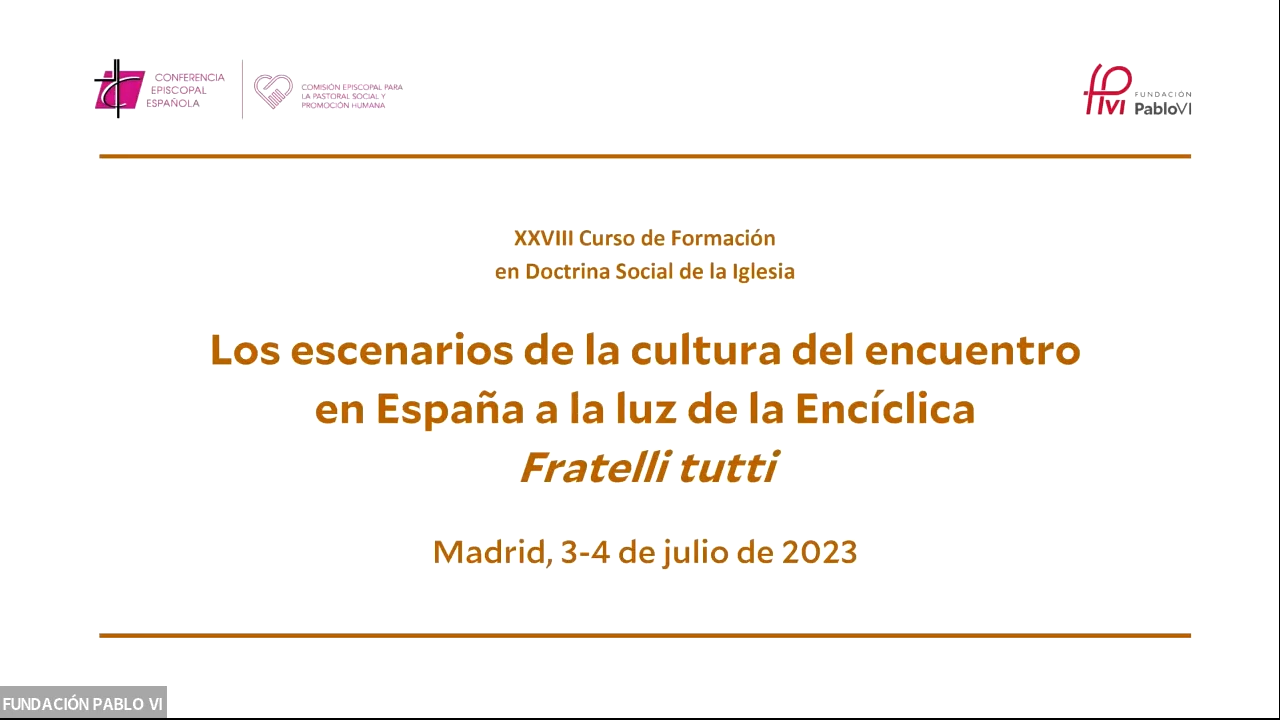 CONFERENCIA
EPISCOPAL
ESPAÑOLA
COMISIÓN EPISCOPAL PARA
LA PASTORAL SOCIAL Y
PROMOCIÓN HUMANA
FUNDACIÓN
PabloVI
XXVIII Curso de Formación
en Doctrina Social de la Iglesia
Los escenarios de la cultura del encuentro
en España a la luz de la Encíclica
Fratelli tutti
Madrid, 3-4 de julio de 2023
FUNDACIÓN PABLO VI